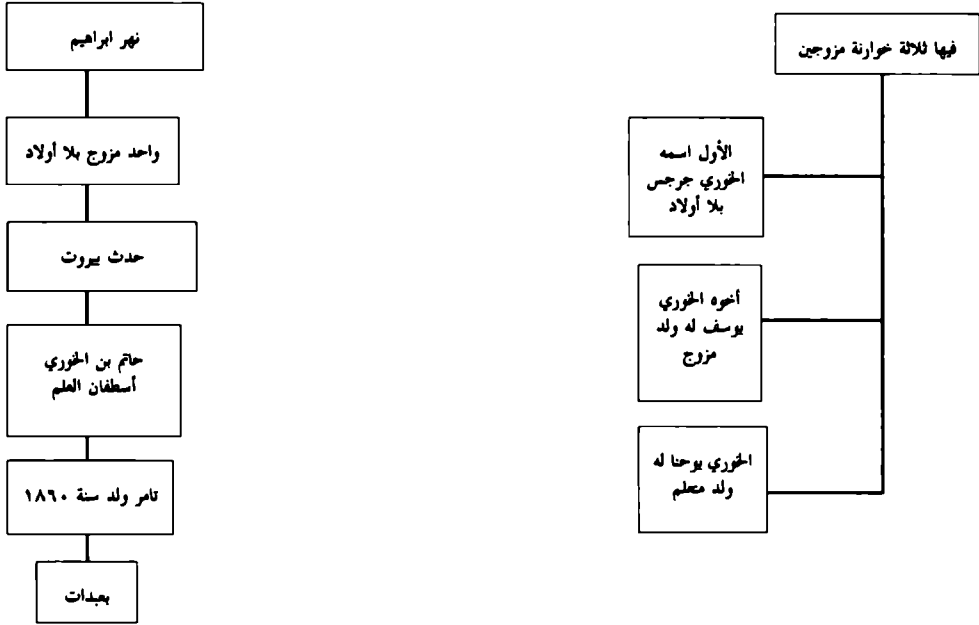 فيها ثلاثة خوارنة مزوجين
الأول اسمه
الخوري جرجس
بلا أولاد
أخوه الخوري
يوسف له ولد
مزوج
الخوري يوحنا له
ولد متعلم
نهر ابراهيم
واحد مزوج بلا أولاد
حدث بيروت
حاتم بن الخوري
أسطفان العلم
تامر ولد سنة ١٨٦٠
بعبدات